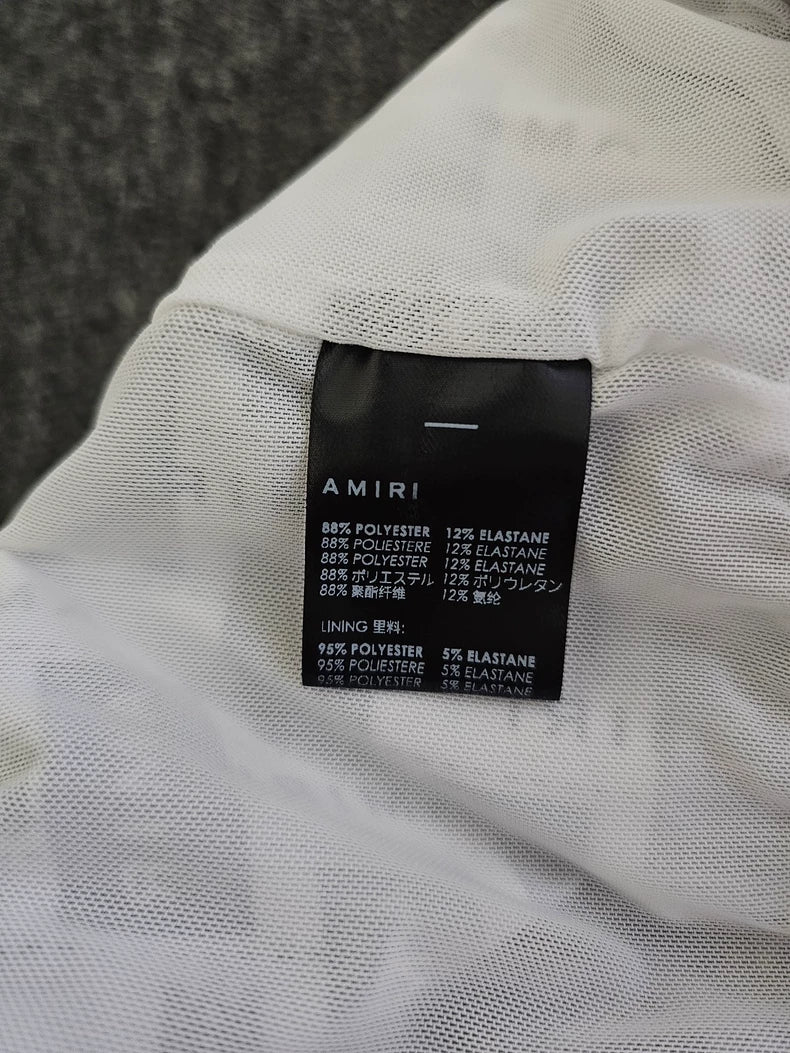 AMIRI
88% POLYESTER 12% ELASTANE
88% POLIESTERE 12% ELASTANE
88% POLYESTER 12% ELASTANE
88% ポリエステル 12% ポリウレタン
88% 聚酯纤维 12% 氨纶
LINING 里料:
95% POLYESTER 5% ELASTANE
95% POLIESTERE 5% ELASTANE
95% POLYESTER 5% ELASTANE